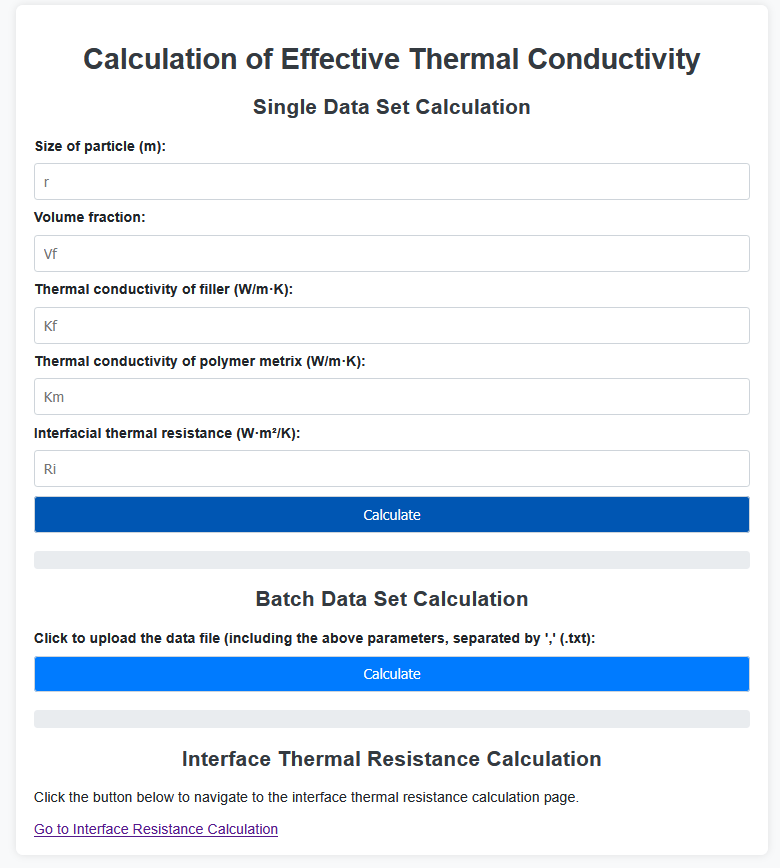 Calculation of Effective Thermal Conductivity
Single Data Set Calculation
Size of particle (m):
r
Volume fraction:
Vf
Thermal conductivity of filler (W/m·K):
Kf
Thermal conductivity of polymer metrix (W/m·K):
Km
Interfacial thermal resistance (W·m²/K):
Ri
Calculate
Batch Data Set Calculation
Click to upload the data file (including the above parameters, separated by ',' (.txt):
Calculate
Interface Thermal Resistance Calculation
Click the button below to navigate to the interface thermal resistance calculation page.
Go to Interface Resistance Calculation